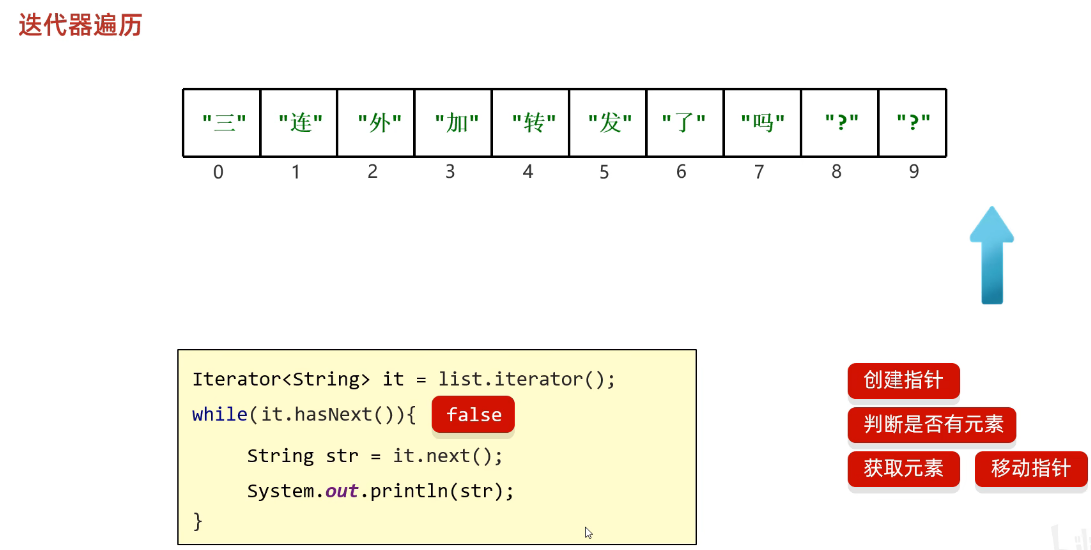 迭代器遍历
"三" "连" "外" "加" "转" "发" "了" "吗" "?" "?"
0 1 2 3 4 5 6 7 8 9
Iterator<String> it = list.iterator();
while(it.hasNext()){ false
String str = it.next();
System.out.println(str);
}
创建指针
判断是否有元素
获取元素 移动指针